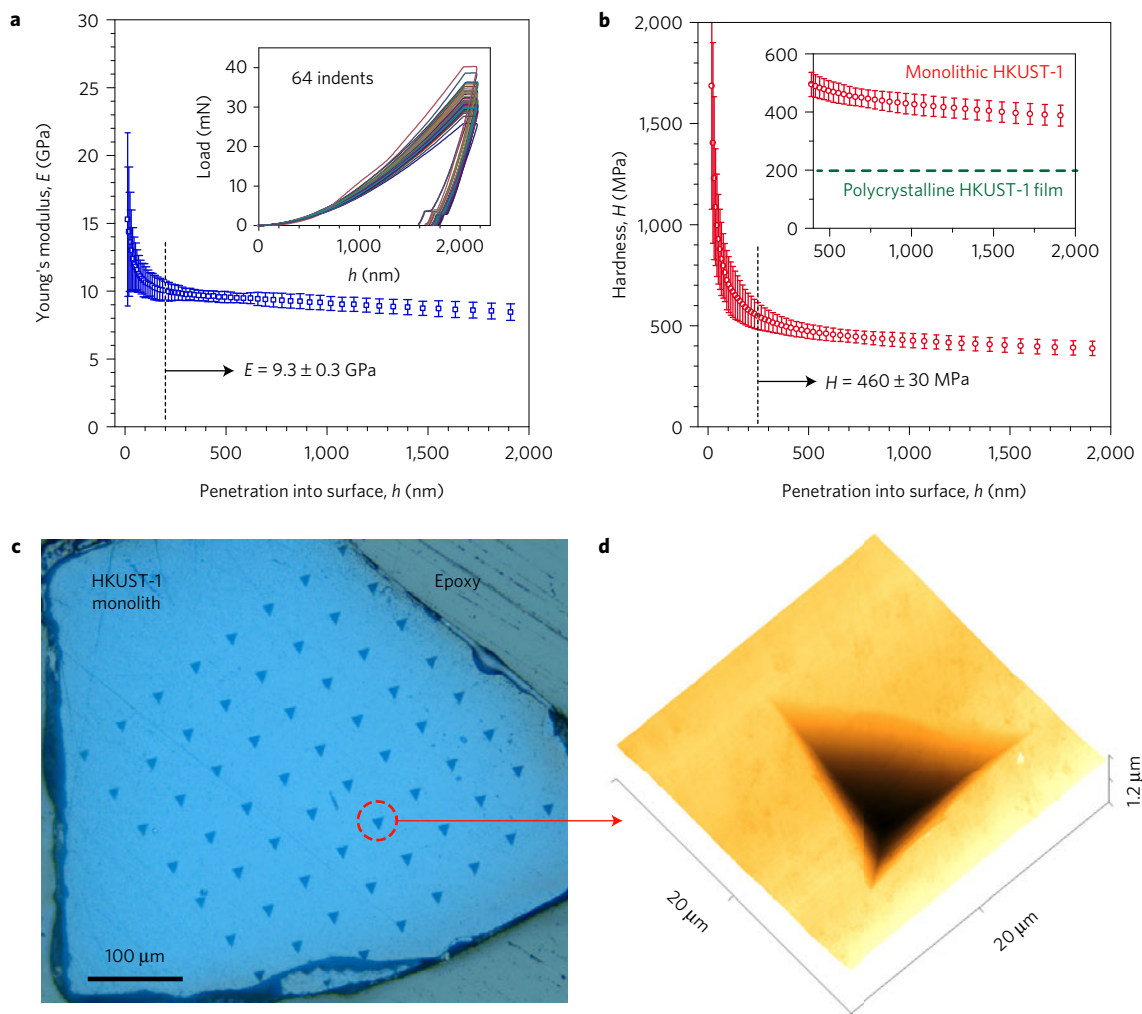 a
30
25
20
15
10
5
0
Young's modulus, E (GPa)
0
500
1,000
1,500
2,000
Penetration into surface, h (nm)
E = 9.3 ± 0.3 GPa
64 indents
40
30
20
10
0
Load (mN)
0
1,000
2,000
h (nm)
b
2,000
1,500
1,000
500
0
Hardness, H (MPa)
0
500
1,000
1,500
2,000
Penetration into surface, h (nm)
H = 460 ± 30 MPa
600
400
200
0
Monolithic HKUST-1
Polycrystalline HKUST-1 film
500
1,000
1,500
2,000
c
HKUST-1
monolith
Epoxy
100 μm
d
1.2 μm
20 μm
20 μm